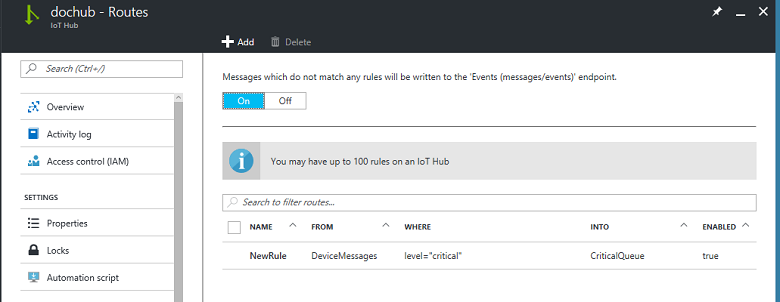 dochub - Routes
IoT Hub
Add Delete
Search (Ctrl+/)
Overview
Activity log
Access control (IAM)
SETTINGS
Properties
Locks
Automation script
Messages which do not match any rules will be written to the 'Events (messages/events)' endpoint.
On Off
You may have up to 100 rules on an IoT Hub
Search to filter routes...
NAME FROM WHERE INTO ENABLED
NewRule DeviceMessages level="critical" CriticalQueue true